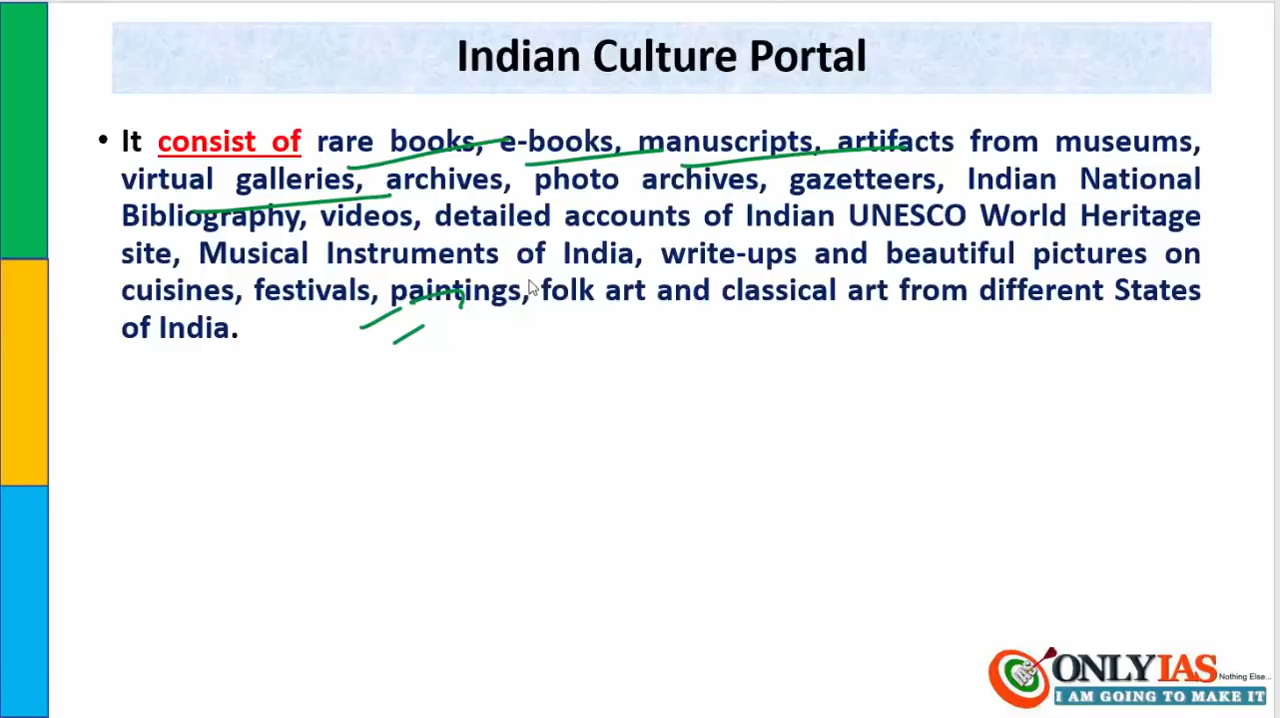 Indian Culture Portal
• It consist of rare books, e-books, manuscripts, artifacts from museums,
virtual galleries, archives, photo archives, gazetteers, Indian National
Bibliography, videos, detailed accounts of Indian UNESCO World Heritage
site, Musical Instruments of India, write-ups and beautiful pictures on
cuisines, festivals, paintings, folk art and classical art from different States
of India.
ONLYIAS Nothing Else...
I AM GOING TO MAKE IT